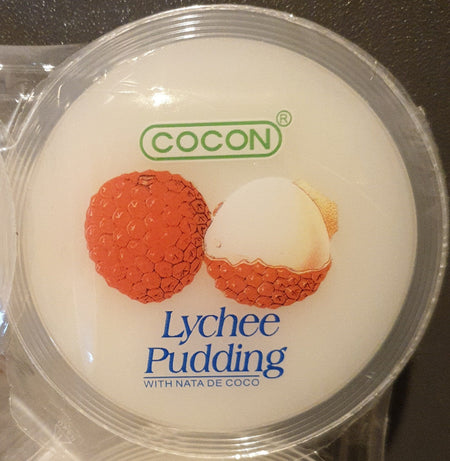 COCON®
Lychee
Pudding
WITH NATA DE COCO